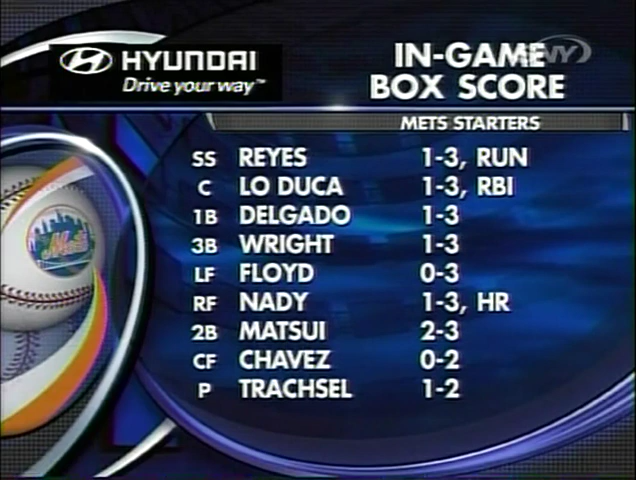 HYUNDAI
Drive your way™
IN-GAME
BOX SCORE
SNY
METS STARTERS
SS REYES 1-3, RUN
C LO DUCA 1-3, RBI
1B DELGADO 1-3
3B WRIGHT 1-3
LF FLOYD 0-3
RF NADY 1-3, HR
2B MATSUI 2-3
CF CHAVEZ 0-2
P TRACHSEL 1-2
Mets